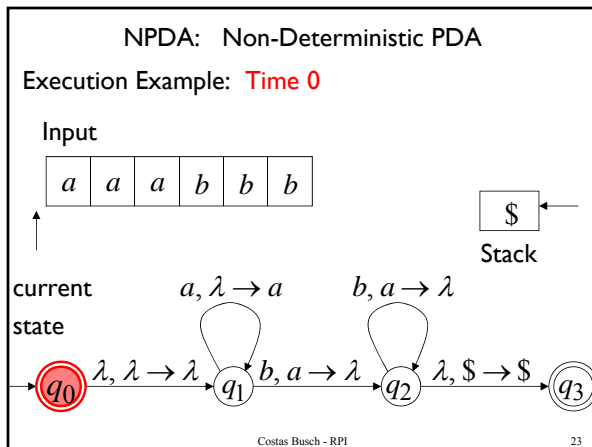 NPDA: Non-Deterministic PDA
Execution Example: Time 0
Input
a a a b b b
$
Stack
current
state
a, λ → a
b, a → λ
q0
λ, λ → λ
q1
b, a → λ
q2
λ, $ → $
q3
Costas Busch - RPI
23